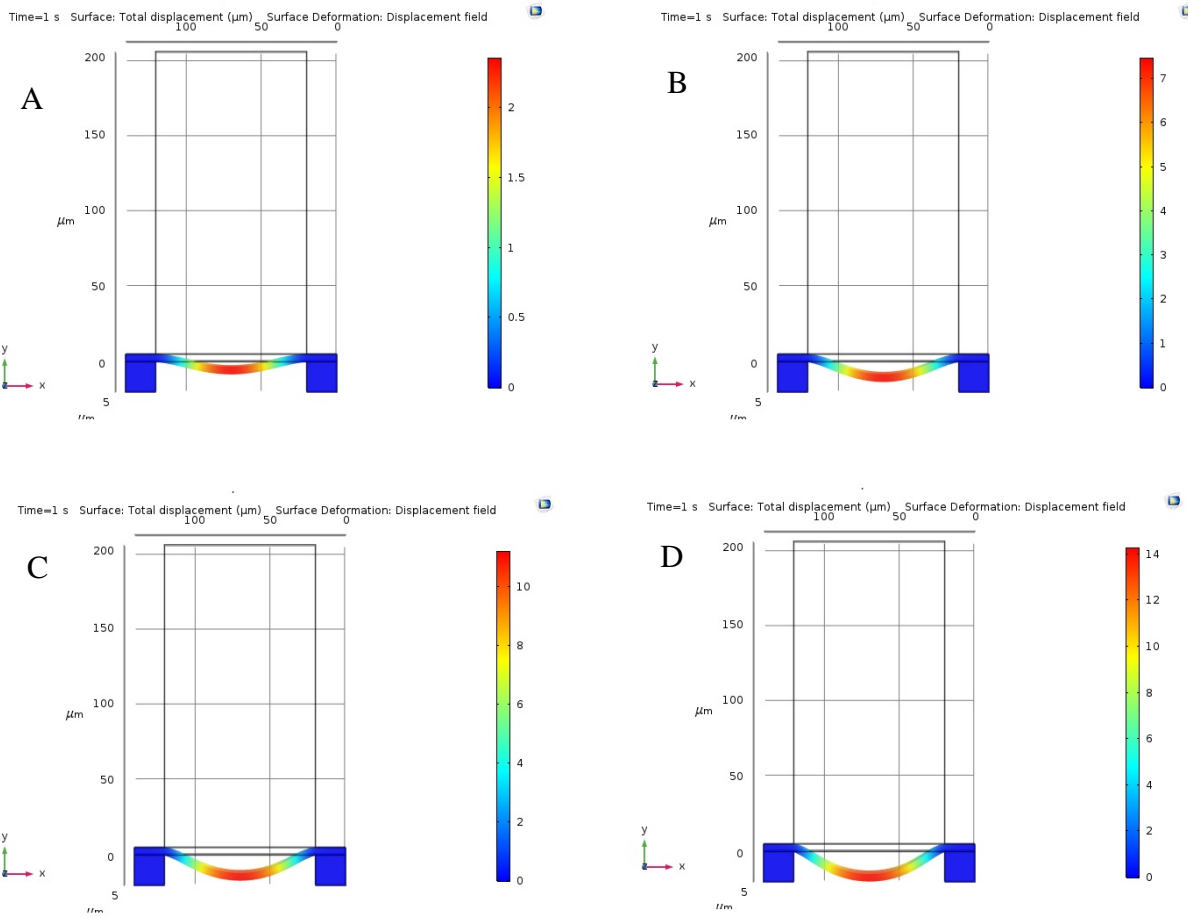 Time=1 s Surface: Total displacement (μm) Surface Deformation: Displacement field
100 50 0
200
150
100
μm
50
0
5
μm
y
x
A
2
1.5
1
0.5
0
Time=1 s Surface: Total displacement (μm) Surface Deformation: Displacement field
100 50 0
200
150
100
μm
50
0
5
μm
y
x
B
7
6
5
4
3
2
1
0
Time=1 s Surface: Total displacement (μm) Surface Deformation: Displacement field
100 50 0
200
150
100
μm
50
0
5
μm
y
x
C
10
8
6
4
2
0
Time=1 s Surface: Total displacement (μm) Surface Deformation: Displacement field
100 50 0
200
150
100
μm
50
0
5
μm
y
x
D
14
12
10
8
6
4
2
0